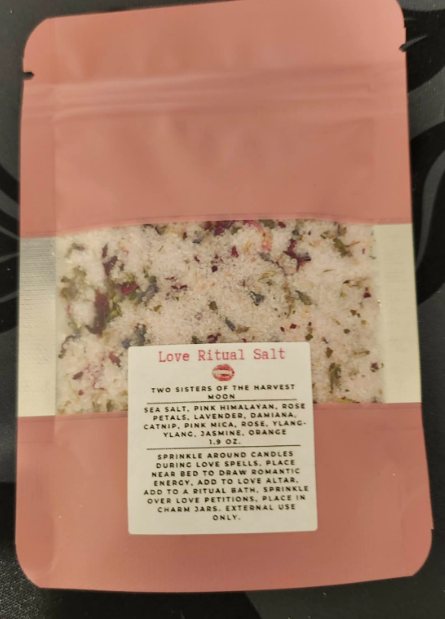 Love Ritual Salt
TWO SISTERS OF THE HARVEST
MOON
SEA SALT, PINK HIMALAYAN, ROSE
PETALS, LAVENDER, DAMIANA,
CATNIP, PINK MICA, ROSE, YLANG-
YLANG, JASMINE, ORANGE
1.9 OZ.
SPRINKLE AROUND CANDLES
DURING LOVE SPELLS, PLACE
NEAR BED TO DRAW ROMANTIC
ENERGY, ADD TO LOVE ALTAR,
ADD TO A RITUAL BATH, SPRINKLE
OVER LOVE PETITIONS, PLACE IN
CHARM JARS. EXTERNAL USE
ONLY.